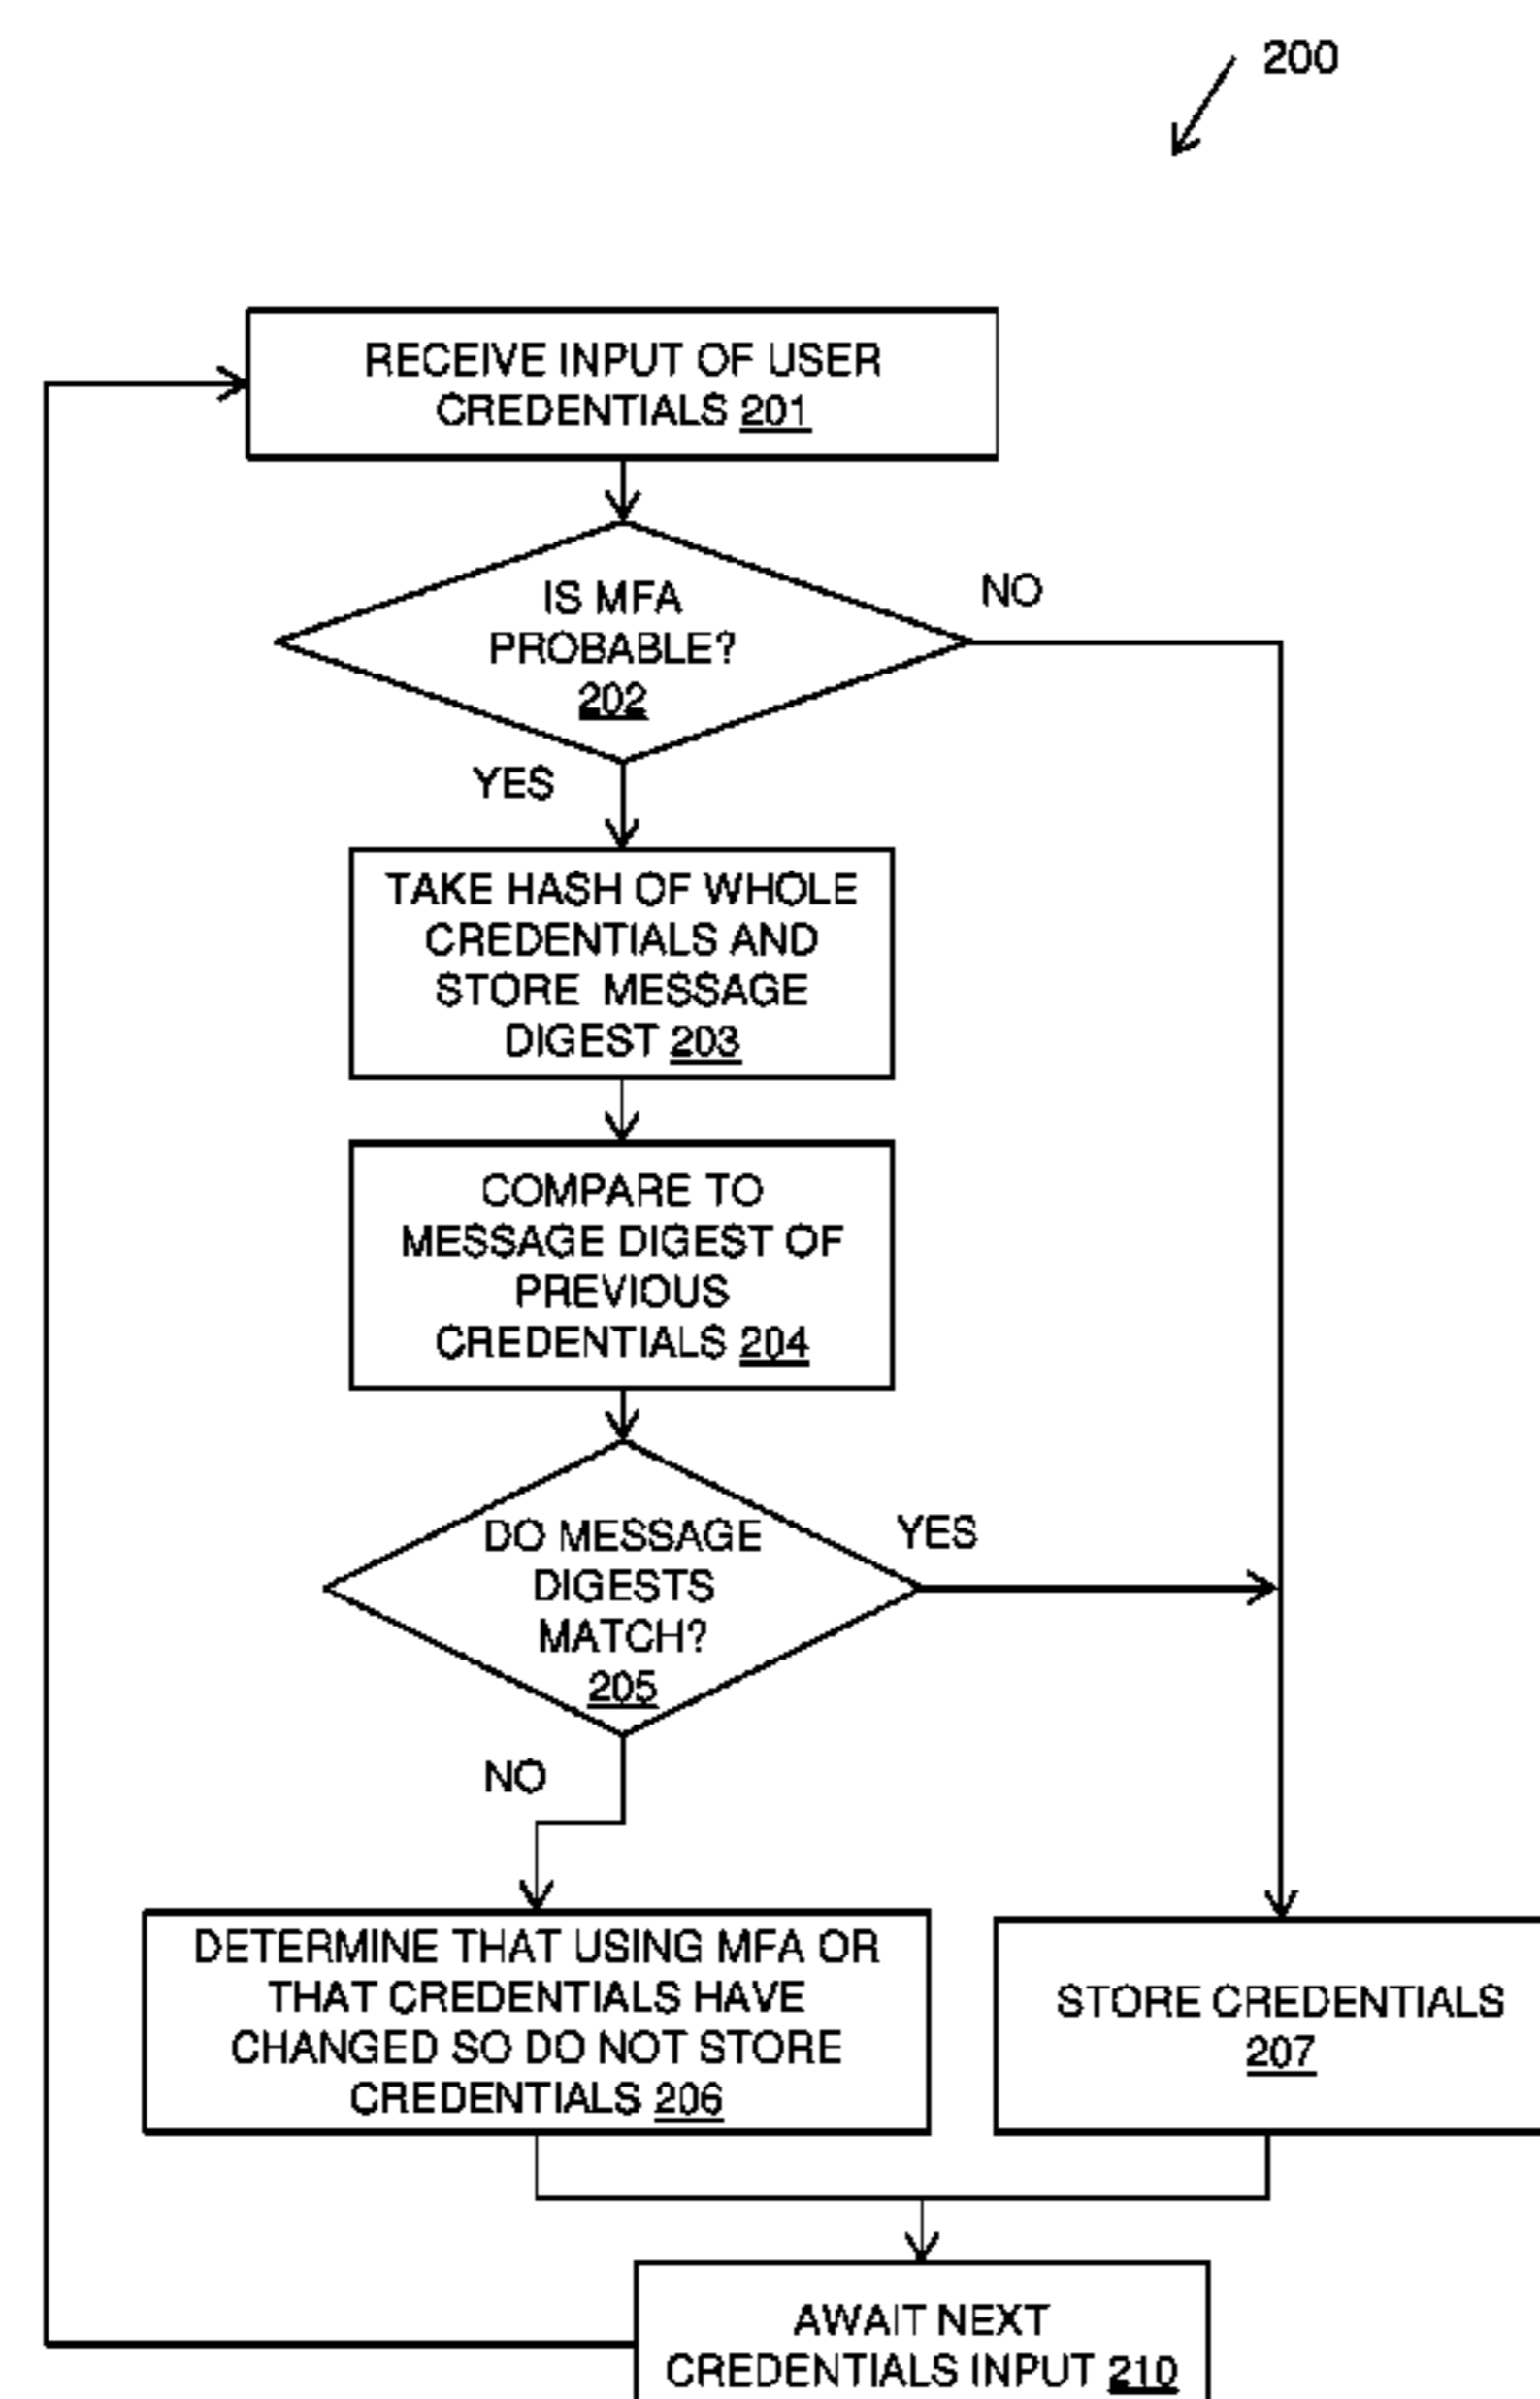 200
RECEIVE INPUT OF USER
CREDENTIALS 201
IS MFA
PROBABLE?
202
NO
YES
TAKE HASH OF WHOLE
CREDENTIALS AND
STORE MESSAGE
DIGEST 203
COMPARE TO
MESSAGE DIGEST OF
PREVIOUS
CREDENTIALS 204
DO MESSAGE
DIGESTS
MATCH?
205
YES
NO
DETERMINE THAT USING MFA OR
THAT CREDENTIALS HAVE
CHANGED SO DO NOT STORE
CREDENTIALS 206
STORE CREDENTIALS
207
AWAIT NEXT
CREDENTIALS INPUT 210